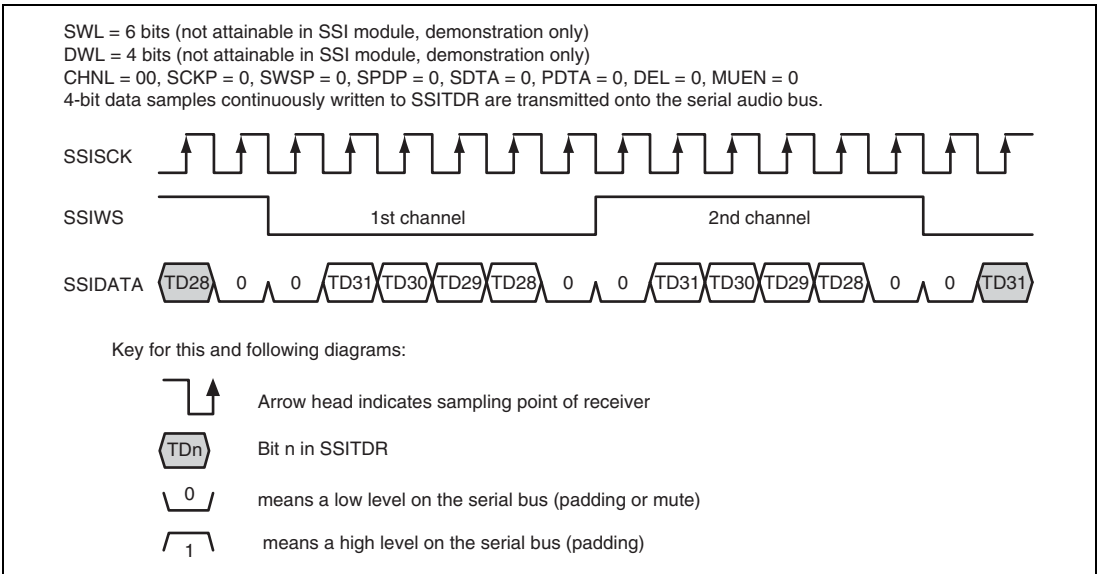 SWL = 6 bits (not attainable in SSI module, demonstration only)
DWL = 4 bits (not attainable in SSI module, demonstration only)
CHNL = 00, SCKP = 0, SWSP = 0, SPDP = 0, SDTA = 0, PDTA = 0, DEL = 0, MUEN = 0
4-bit data samples continuously written to SSITDR are transmitted onto the serial audio bus.
SSISCK
SSIWS 1st channel 2nd channel
SSIDATA TD28 0 0 TD31 TD30 TD29 TD28 0 0 TD31 TD30 TD29 TD28 0 0 TD31
Key for this and following diagrams:
Arrow head indicates sampling point of receiver
TDn Bit n in SSITDR
0 means a low level on the serial bus (padding or mute)
1 means a high level on the serial bus (padding)